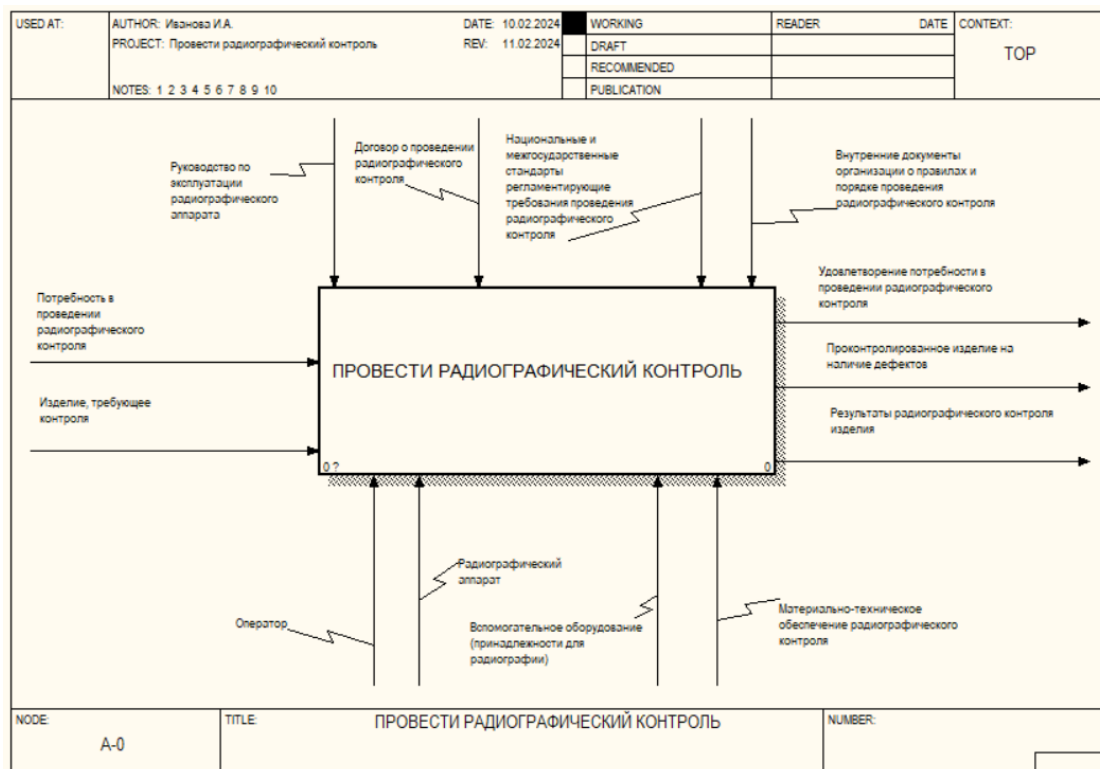 USED AT:
AUTHOR: Иванова И.А.
DATE: 10.02.2024
WORKING
READER
DATE
CONTEXT:
PROJECT: Провести радиографический контроль
REV: 11.02.2024
DRAFT
TOP
RECOMMENDED
NOTES: 1 2 3 4 5 6 7 8 9 10
PUBLICATION
Руководство по
эксплуатации
радиографического
аппарата
Договор о проведении
радиографического
контроля
Национальные и
межгосударственные
стандарты
регламентирующие
требования проведения
радиографического
контроля
Внутренние документы
организации о правилах и
порядке проведения
радиографического контроля
Потребность в
проведении
радиографического
контроля
Изделие, требующее
контроля
ПРОВЕСТИ РАДИОГРАФИЧЕСКИЙ КОНТРОЛЬ
0 ?
0
Удовлетворение потребности в
проведении радиографического
контроля
Проконтролированное изделие на
наличие дефектов
Результаты радиографического контроля
изделия
Оператор
Радиографический
аппарат
Вспомогательное оборудование
(принадлежности для
радиографии)
Материально-техническое
обеспечение радиографического
контроля
NODE:
A-0
TITLE:
ПРОВЕСТИ РАДИОГРАФИЧЕСКИЙ КОНТРОЛЬ
NUMBER: